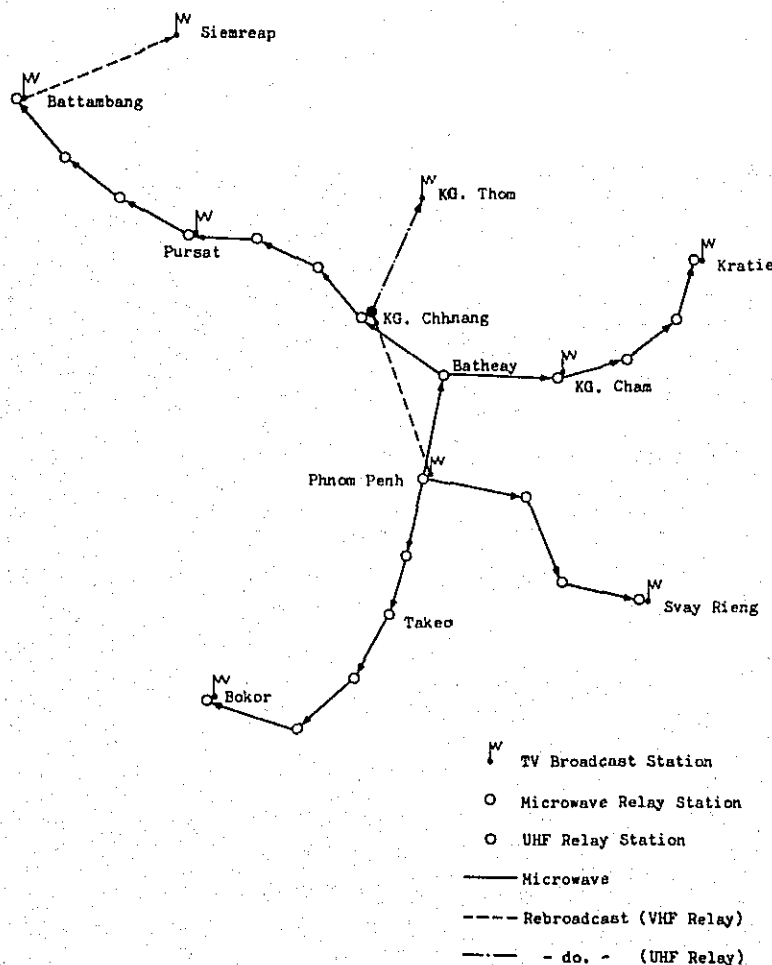 Siemreap
Battambang
KG. Thom
Pursat
Kratie
KG. Chhnang
Batheay
KG. Cham
Phnom Penh
Svay Rieng
Takeo
Bokor
TV Broadcast Station
Microwave Relay Station
UHF Relay Station
Microwave
Rebroadcast (VHF Relay)
- do. - (UHF Relay)